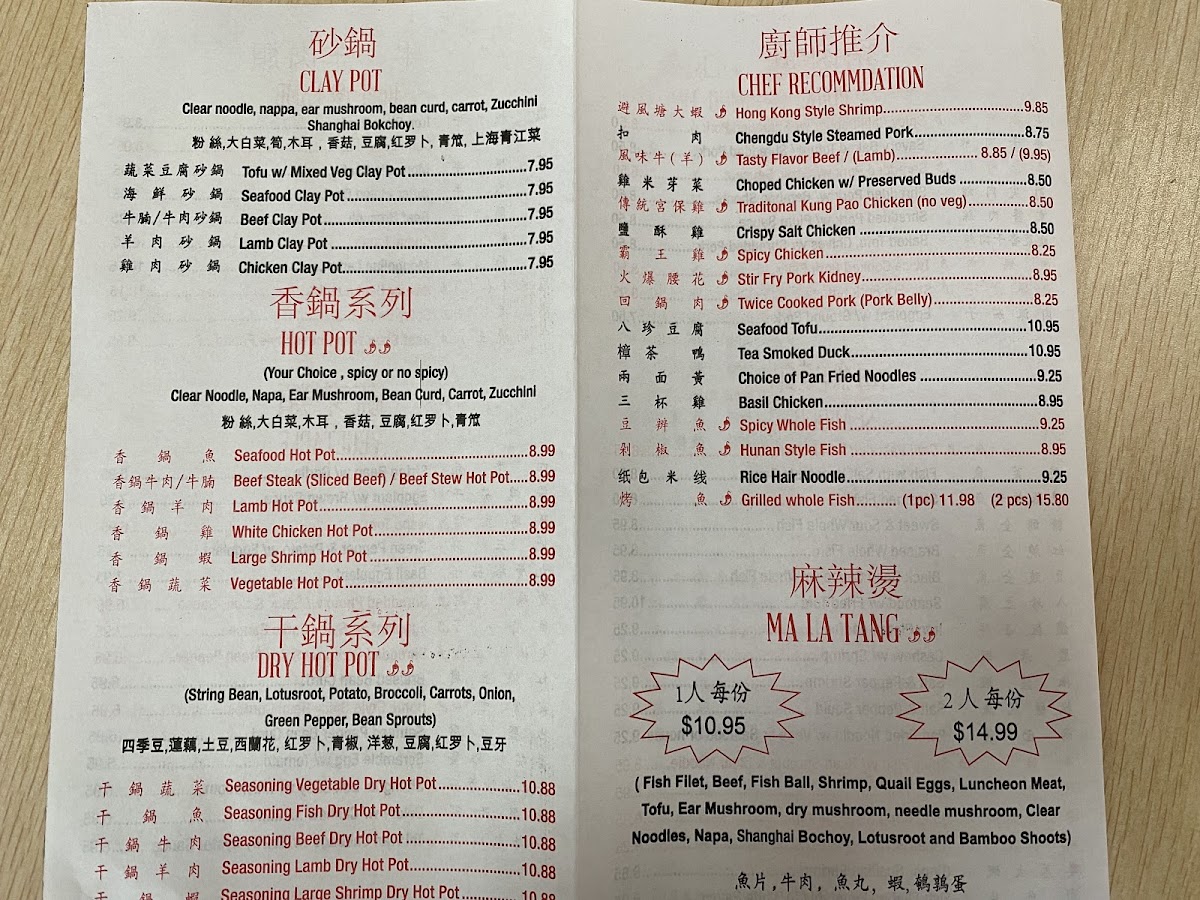 砂鍋
CLAY POT
Clear noodle, nappa, ear mushroom, bean curd, carrot, Zucchini
Shanghai Bokchoy.
粉 絲,大白菜,筍,木耳 , 香菇, 豆腐,红罗卜, 青笟, 上海青江菜
蔬菜豆腐砂鍋 Tofu w/ Mixed Veg Clay Pot 7.95
海鮮砂鍋 Seafood Clay Pot 7.95
牛腩/牛肉砂鍋 Beef Clay Pot 7.95
羊肉砂鍋 Lamb Clay Pot 7.95
雞肉砂鍋 Chicken Clay Pot 7.95
香鍋系列
HOT POT
(Your Choice , spicy or no spicy)
Clear Noodle, Napa, Ear Mushroom, Bean Curd, Carrot, Zucchini
粉 絲,大白菜,木耳 , 香菇, 豆腐,红罗卜,青笟
香鍋魚 Seafood Hot Pot 8.99
香鍋牛肉/牛腩 Beef Steak (Sliced Beef) / Beef Stew Hot Pot 8.99
香鍋羊肉 Lamb Hot Pot 8.99
香鍋雞 White Chicken Hot Pot 8.99
香鍋蝦 Large Shrimp Hot Pot 8.99
香鍋蔬菜 Vegetable Hot Pot 8.99
干鍋系列
DRY HOT POT
(String Bean, Lotusroot, Potato, Broccoli, Carrots, Onion,
Green Pepper, Bean Sprouts)
四季豆,蓮藕,土豆,西蘭花, 红罗卜,青椒, 洋葱, 豆腐,红罗卜,豆牙
干鍋蔬菜 Seasoning Vegetable Dry Hot Pot 10.88
干鍋魚 Seasoning Fish Dry Hot Pot 10.88
干鍋牛肉 Seasoning Beef Dry Hot Pot 10.88
干鍋羊肉 Seasoning Lamb Dry Hot Pot 10.88
干鍋蝦 Seasoning Large Shrimp Dry Hot Pot 10.88
廚師推介
CHEF RECOMMDATION
避風塘大蝦 Hong Kong Style Shrimp 9.85
扣肉 Chengdu Style Steamed Pork 8.75
風味牛(羊) Tasty Flavor Beef / (Lamb) 8.85 / (9.95)
雞米芽菜 Choped Chicken w/ Preserved Buds 8.50
傳統宮保雞 Traditonal Kung Pao Chicken (no veg) 8.50
鹽酥雞 Crispy Salt Chicken 8.50
霸王雞 Spicy Chicken 8.25
火爆腰花 Stir Fry Pork Kidney 8.95
回鍋肉 Twice Cooked Pork (Pork Belly) 8.25
八珍豆腐 Seafood Tofu 10.95
樟茶鴨 Tea Smoked Duck 10.95
兩面黃 Choice of Pan Fried Noodles 9.25
三杯雞 Basil Chicken 8.95
豆瓣魚 Spicy Whole Fish 9.25
剁椒魚 Hunan Style Fish 8.95
纸包米线 Rice Hair Noodle 9.25
烤魚 Grilled whole Fish (1pc) 11.98 (2 pcs) 15.80
麻辣燙
MA LA TANG
1人 每份
$10.95
2人 每份
$14.99
( Fish Filet, Beef, Fish Ball, Shrimp, Quail Eggs, Luncheon Meat,
Tofu, Ear Mushroom, dry mushroom, needle mushroom, Clear
Noodles, Napa, Shanghai Bochoy, Lotusroot and Bamboo Shoots)
魚片,牛肉, 魚丸, 蝦,鵪鶉蛋